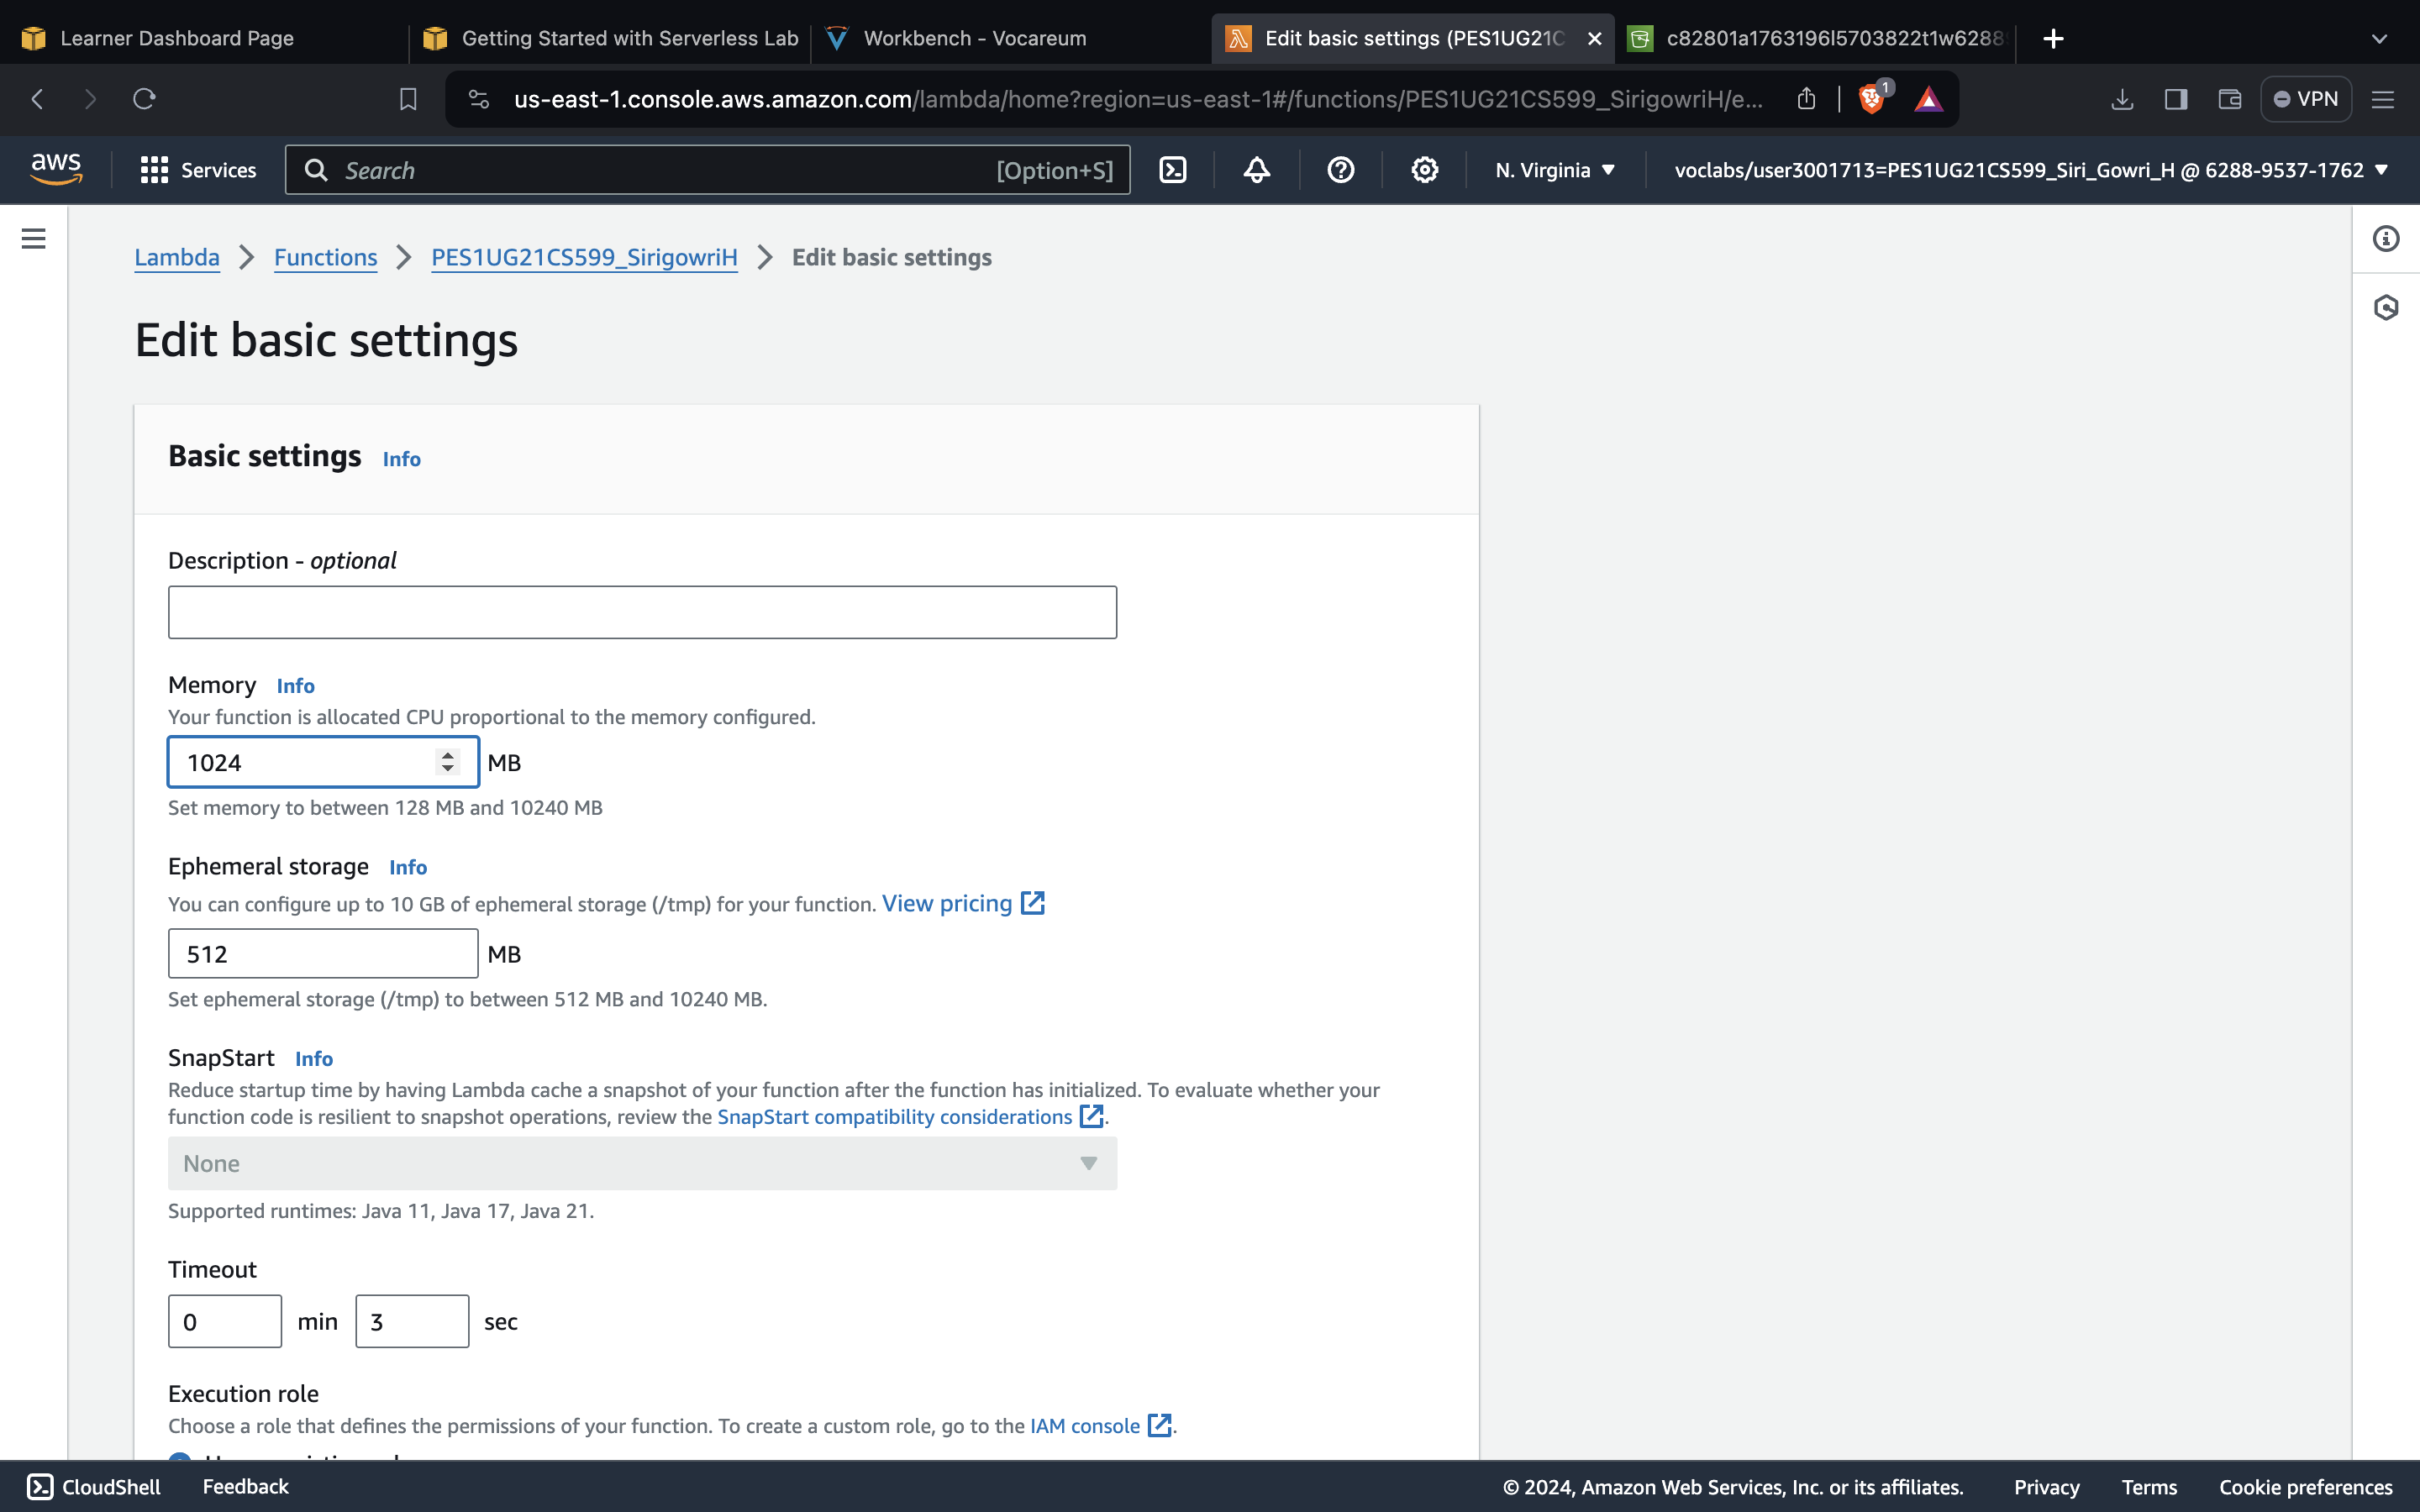 Learner Dashboard Page
Getting Started with Serverless Lab
Workbench - Vocareum
Edit basic settings (PES1UG21C
c82801a1763196l5703822t1w6288
us-east-1.console.aws.amazon.com/lambda/home?region=us-east-1#/functions/PES1UG21CS599_SirigowriH/e...
1
VPN
aws
Services
Search
[Option+S]
N. Virginia
voclabs/user3001713=PES1UG21CS599_Siri_Gowri_H @ 6288-9537-1762
Lambda
Functions
PES1UG21CS599_SirigowriH
Edit basic settings
Edit basic settings
Basic settings Info
Description - optional
Memory Info
Your function is allocated CPU proportional to the memory configured.
1024 MB
Set memory to between 128 MB and 10240 MB
Ephemeral storage Info
You can configure up to 10 GB of ephemeral storage (/tmp) for your function. View pricing
512 MB
Set ephemeral storage (/tmp) to between 512 MB and 10240 MB.
SnapStart Info
Reduce startup time by having Lambda cache a snapshot of your function after the function has initialized. To evaluate whether your
function code is resilient to snapshot operations, review the SnapStart compatibility considerations.
None
Supported runtimes: Java 11, Java 17, Java 21.
Timeout
0 min 3 sec
Execution role
Choose a role that defines the permissions of your function. To create a custom role, go to the IAM console.
CloudShell
Feedback
© 2024, Amazon Web Services, Inc. or its affiliates.
Privacy
Terms
Cookie preferences